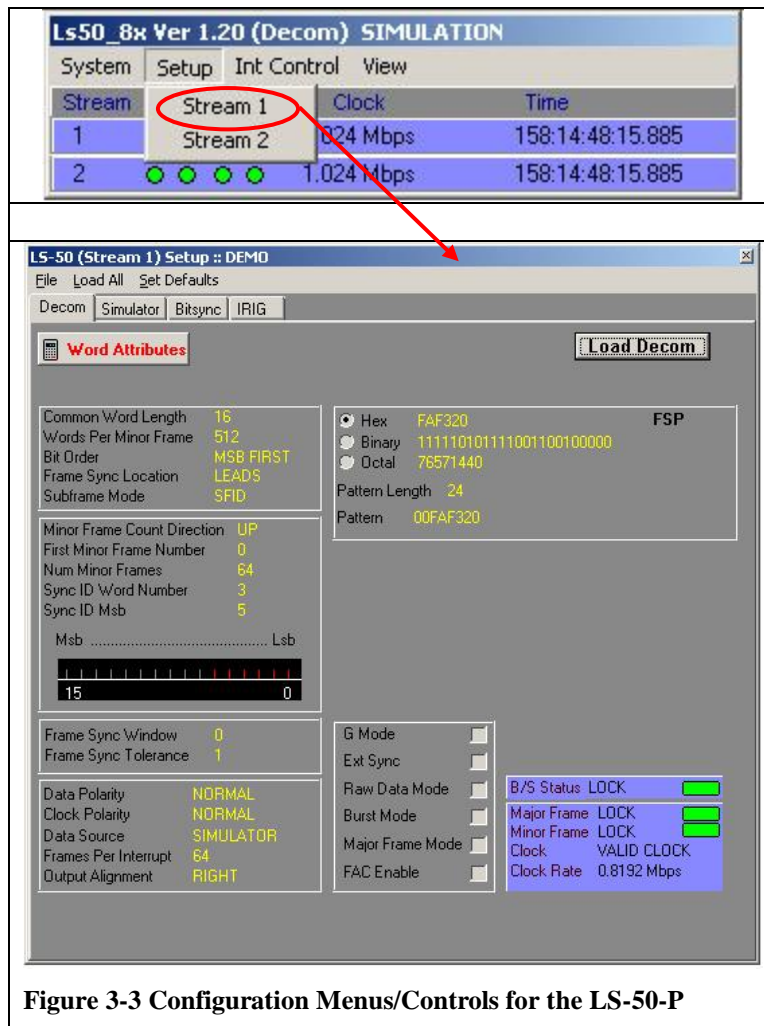 Ls50_8x Ver 1.20 (Decom) SIMULATION
System Setup Int Control View
Stream Clock Time
Stream 1
Stream 2
1 024 Mbps 158:14:48:15.885
2 1.024 Mbps 158:14:48:15.885
LS-50 (Stream 1) Setup :: DEMO
File Load All Set Defaults
Decom Simulator Bitsync IRIG
Word Attributes
Load Decom
Common Word Length 16
Words Per Minor Frame 512
Bit Order MSB FIRST
Frame Sync Location LEADS
Subframe Mode SFID
Hex FAF320 FSP
Binary 111110101111001100100000
Octal 76571440
Pattern Length 24
Pattern 00FAF320
Minor Frame Count Direction UP
First Minor Frame Number 0
Num Minor Frames 64
Sync ID Word Number 3
Sync ID Msb 5
Msb ............................................. Lsb
15 0
Frame Sync Window 0
Frame Sync Tolerance 1
Data Polarity NORMAL
Clock Polarity NORMAL
Data Source SIMULATOR
Frames Per Interrupt 64
Output Alignment RIGHT
G Mode
Ext Sync
Raw Data Mode
Burst Mode
Major Frame Mode
FAC Enable
B/S Status LOCK
Major Frame LOCK
Minor Frame LOCK
Clock VALID CLOCK
Clock Rate 0.8192 Mbps
Figure 3-3 Configuration Menus/Controls for the LS-50-P